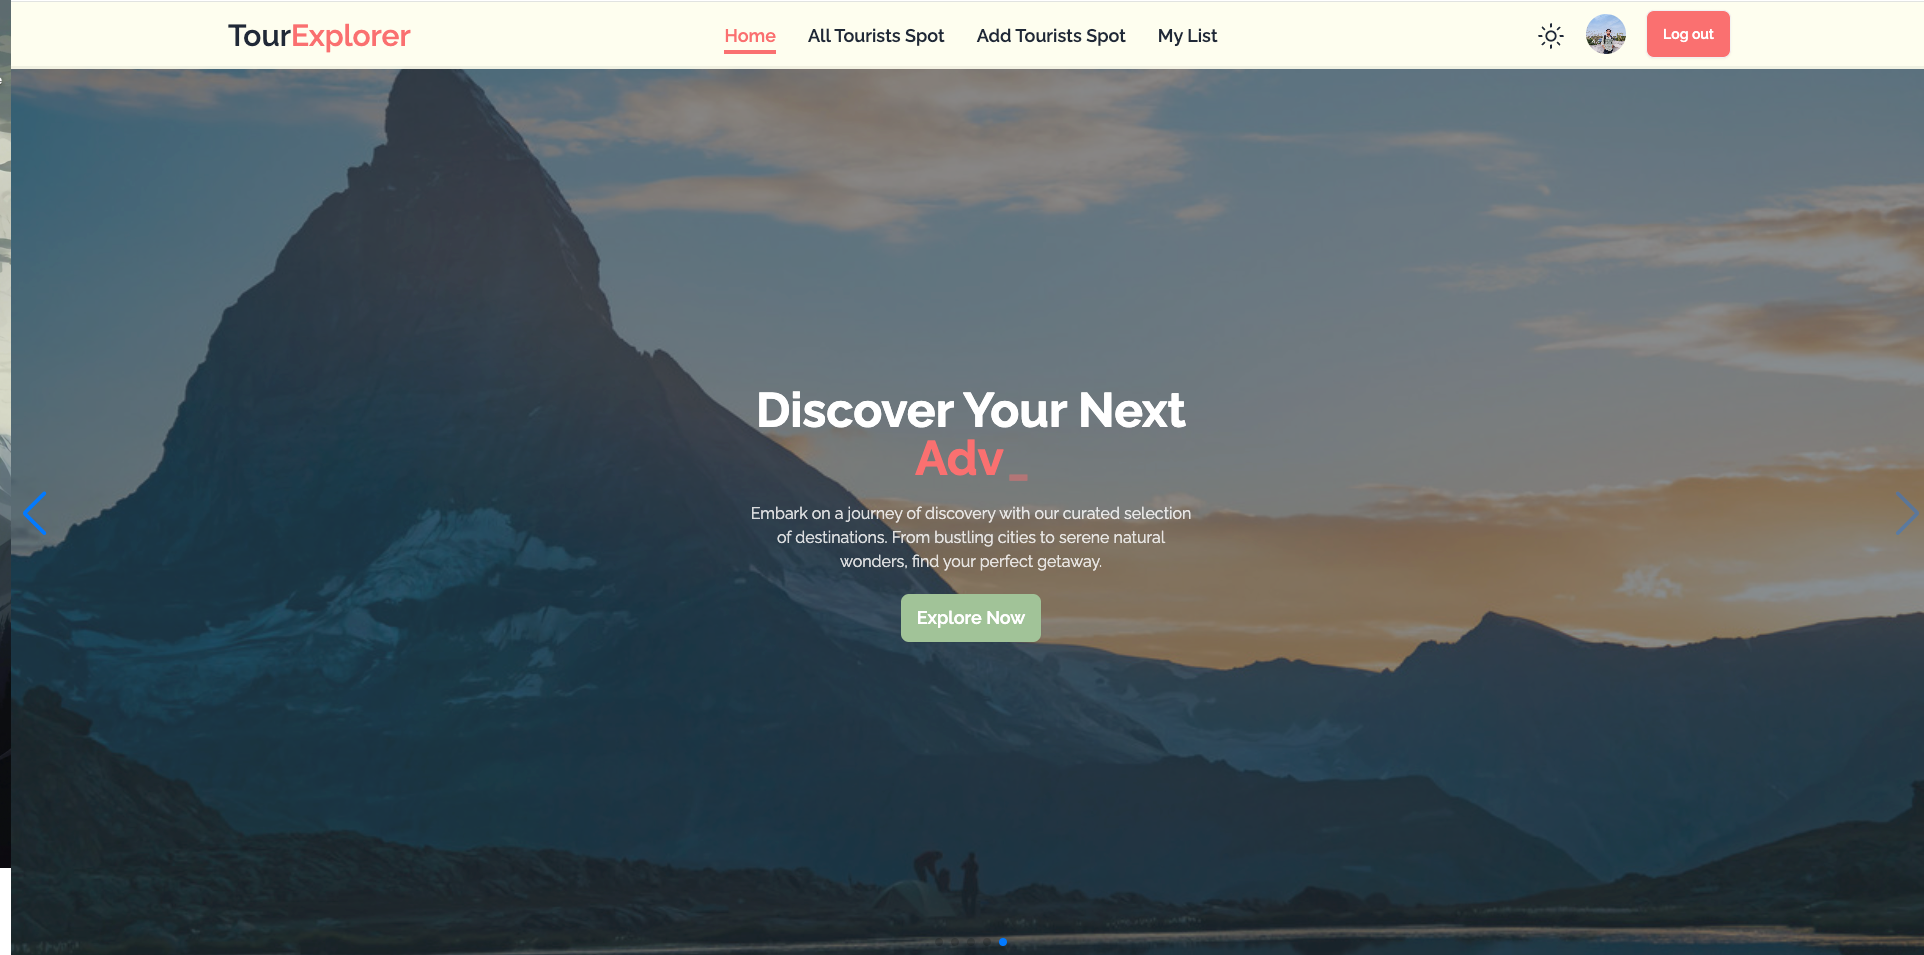 TourExplorer
Home All Tourists Spot Add Tourists Spot My List
Log out
Discover Your Next
Adv_
Embark on a journey of discovery with our curated selection
of destinations. From bustling cities to serene natural
wonders, find your perfect getaway.
Explore Now